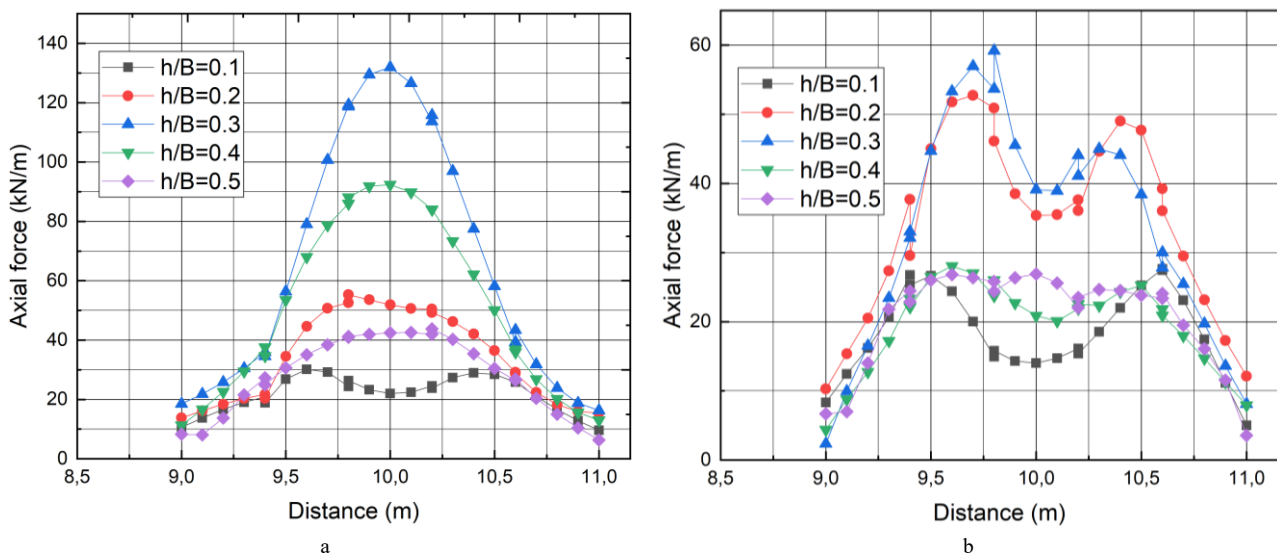 140
120
100
80
60
40
20
0
Axial force (kN/m)
h/B=0.1
h/B=0.2
h/B=0.3
h/B=0.4
h/B=0.5
8,5 9,0 9,5 10,0 10,5 11,0
Distance (m)
a
60
40
20
0
Axial force (kN/m)
h/B=0.1
h/B=0.2
h/B=0.3
h/B=0.4
h/B=0.5
8,5 9,0 9,5 10,0 10,5 11,0
Distance (m)
b